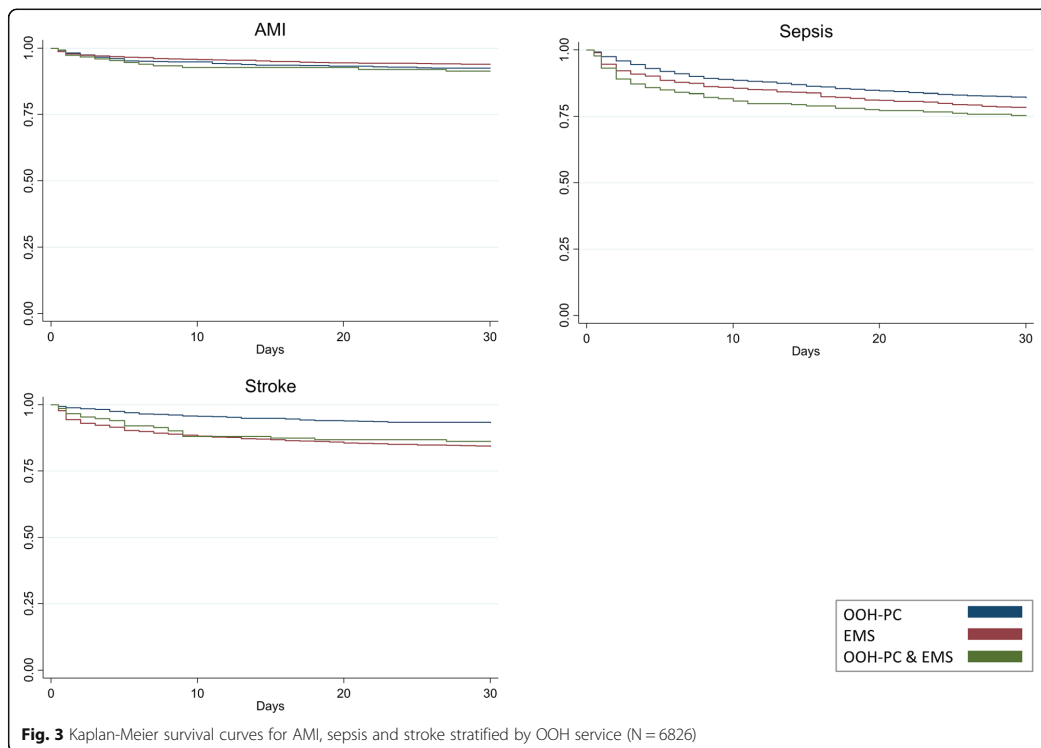 AMI
1.00
0.75
0.50
0.25
0.00
0 10 20 30
Days
Sepsis
1.00
0.75
0.50
0.25
0.00
0 10 20 30
Days
Stroke
1.00
0.75
0.50
0.25
0.00
0 10 20 30
Days
OOH-PC
EMS
OOH-PC & EMS
Fig. 3 Kaplan-Meier survival curves for AMI, sepsis and stroke stratified by OOH service (N = 6826)